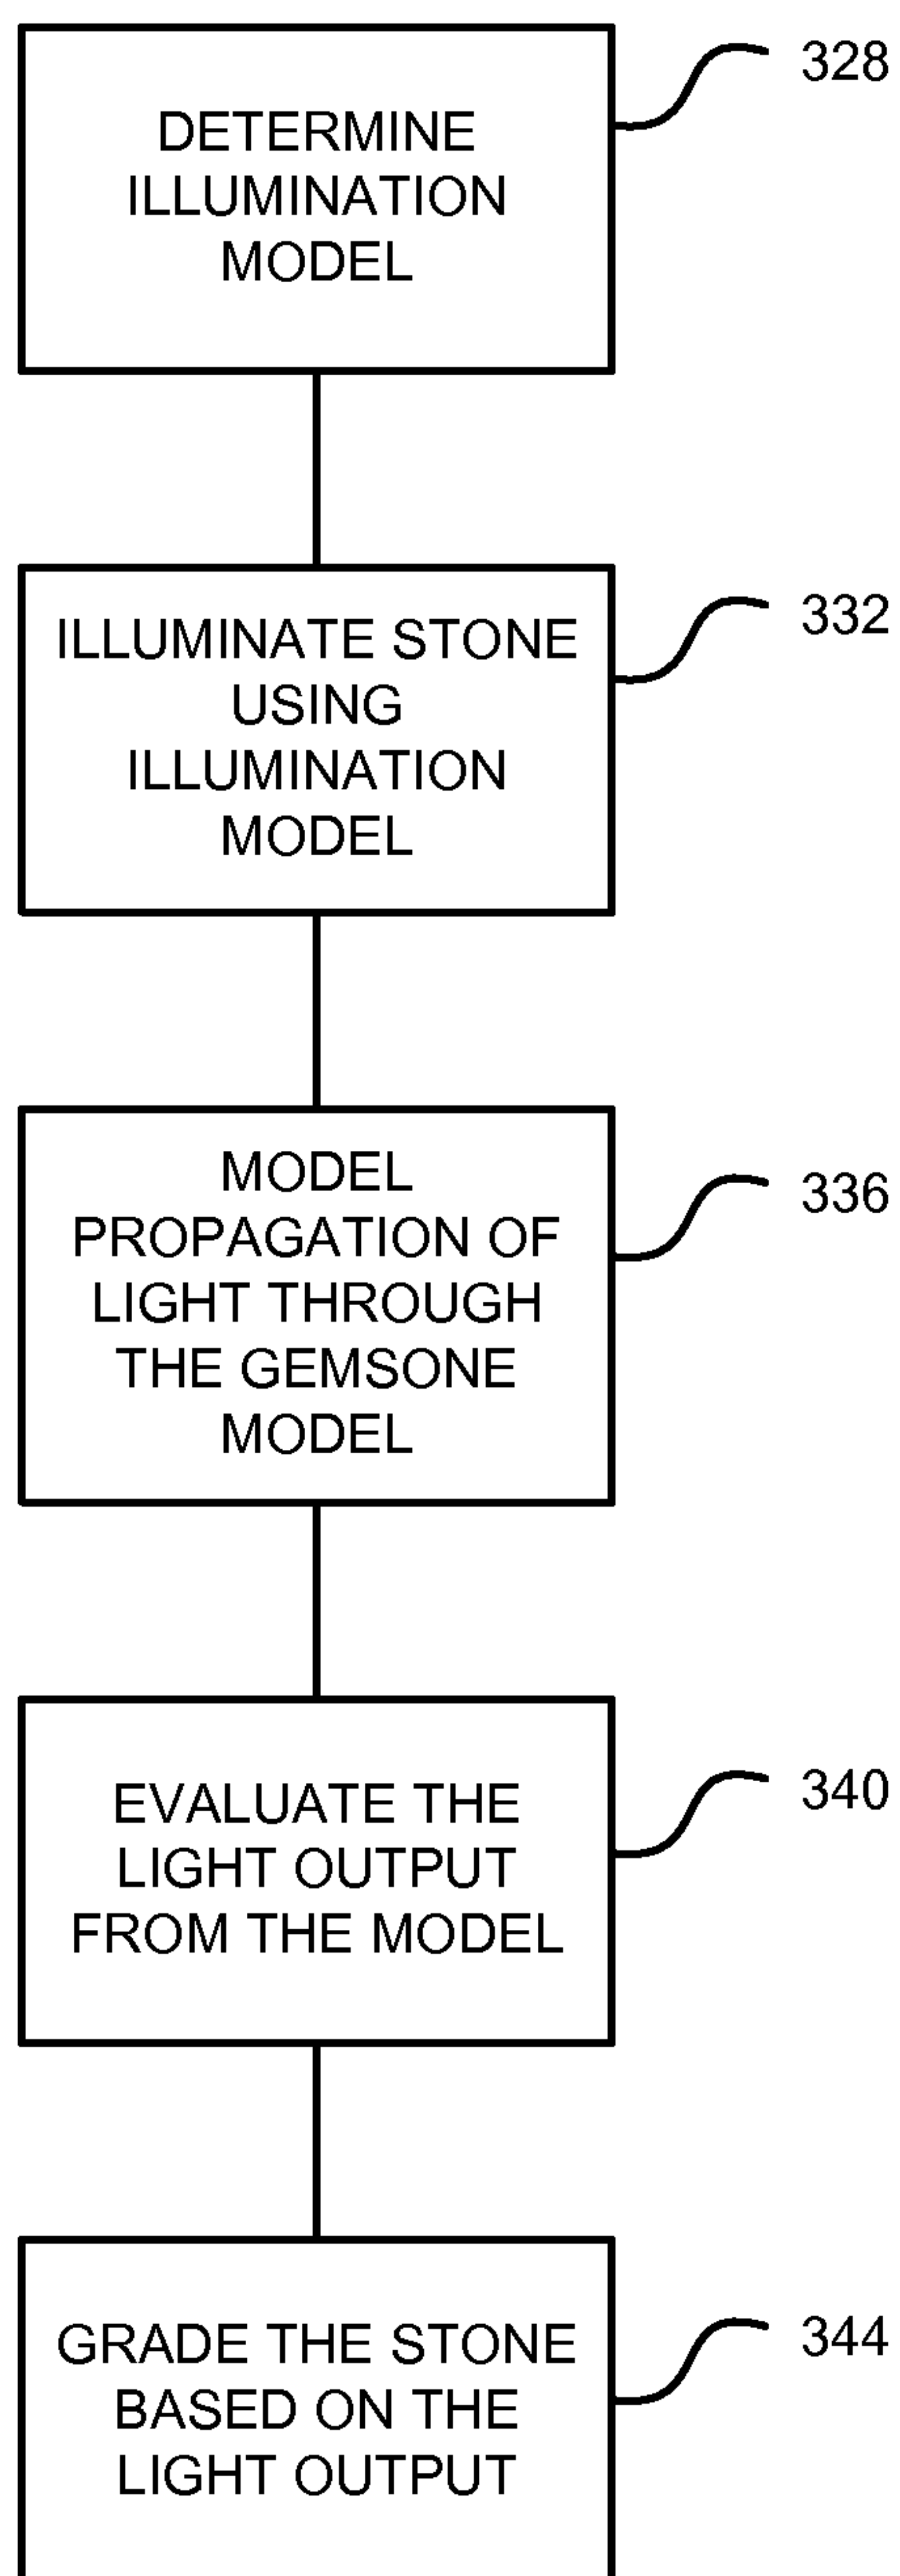 DETERMINE
ILLUMINATION
MODEL
328
ILLUMINATE STONE
USING
ILLUMINATION
MODEL
332
MODEL
PROPAGATION OF
LIGHT THROUGH
THE GEMSONE
MODEL
336
EVALUATE THE
LIGHT OUTPUT
FROM THE MODEL
340
GRADE THE STONE
BASED ON THE
LIGHT OUTPUT
344